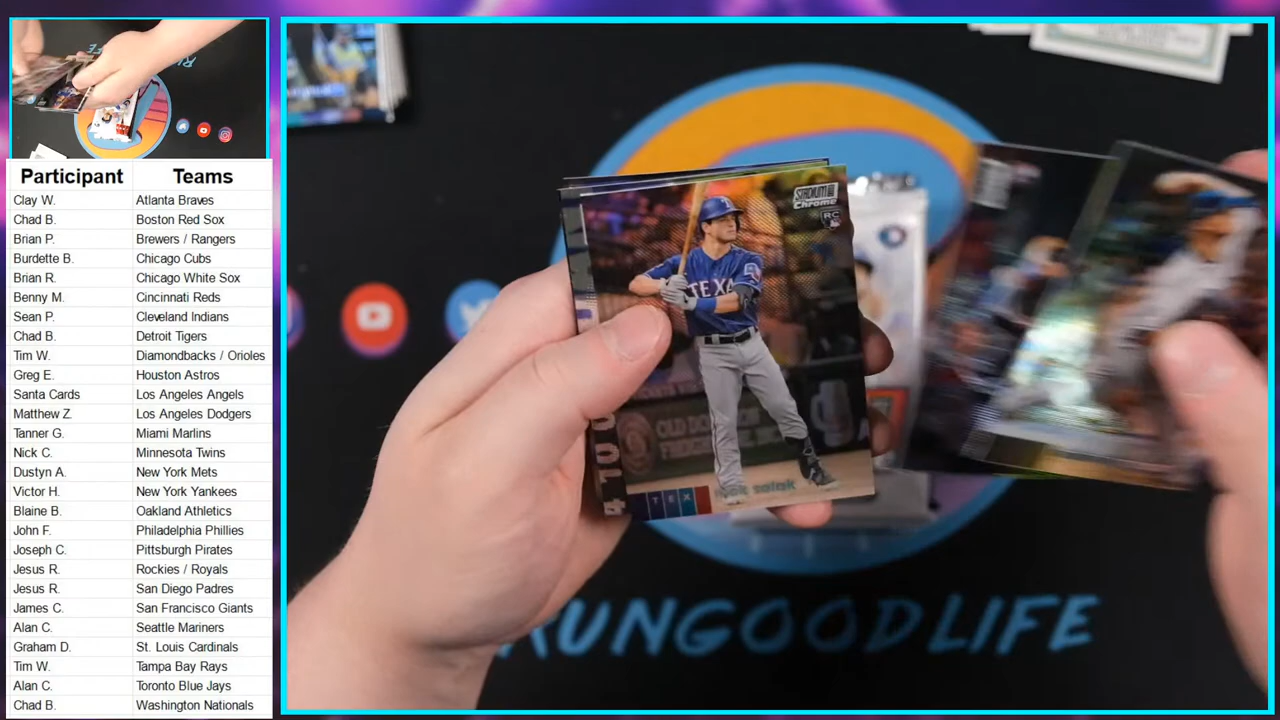 Participant Teams
Clay W. Atlanta Braves
Chad B. Boston Red Sox
Brian P. Brewers / Rangers
Burdette B. Chicago Cubs
Brian R. Chicago White Sox
Benny M. Cincinnati Reds
Sean P. Cleveland Indians
Chad B. Detroit Tigers
Tim W. Diamondbacks / Orioles
Greg E. Houston Astros
Santa Cards Los Angeles Angels
Matthew Z. Los Angeles Dodgers
Tanner G. Miami Marlins
Nick C. Minnesota Twins
Dustyn A. New York Mets
Victor H. New York Yankees
Blaine B. Oakland Athletics
John F. Philadelphia Phillies
Joseph C. Pittsburgh Pirates
Jesus R. Rockies / Royals
Jesus R. San Diego Padres
James C. San Francisco Giants
Alan C. Seattle Mariners
Graham D. St. Louis Cardinals
Tim W. Tampa Bay Rays
Alan C. Toronto Blue Jays
Chad B. Washington Nationals
STADIUM
Chrome
RC
TEXA
OLD DO
TEX
RUNGOODLIFE